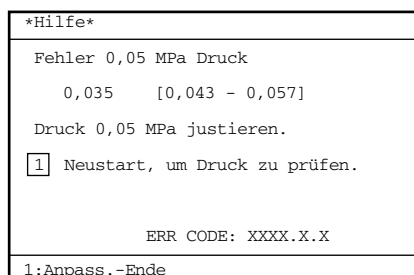 *Hilfe*
Fehler 0,05 MPa Druck
0,035 [0,043 - 0,057]
Druck 0,05 MPa justieren.
1 Neustart, um Druck zu prüfen.
ERR CODE: XXXX.X.X
1:Anpass.-Ende